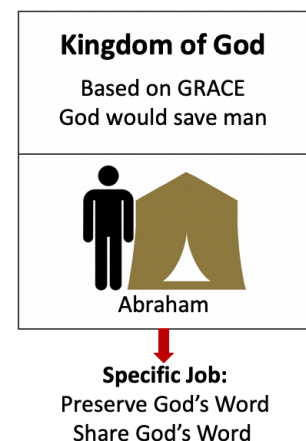 Kingdom of God
Based on GRACE
God would save man
Abraham
Specific Job:
Preserve God’s Word
Share God’s Word